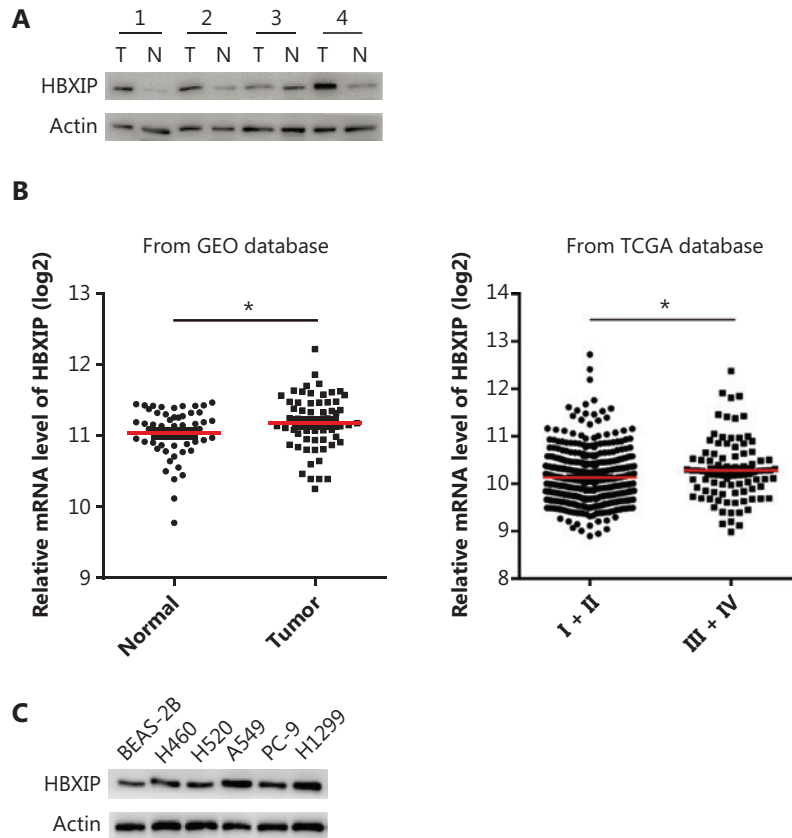 A
1 2 3 4
T N T N T N T N
HBXIP
Actin
B
From GEO database
Relative mRNA level of HBXIP (log2)
13
12
11
10
9
*
Normal
Tumor
From TCGA database
Relative mRNA level of HBXIP (log2)
14
13
12
11
10
9
8
*
I + II
III + IV
C
BEAS-2B
H460
H520
A549
PC-9
H1299
HBXIP
Actin